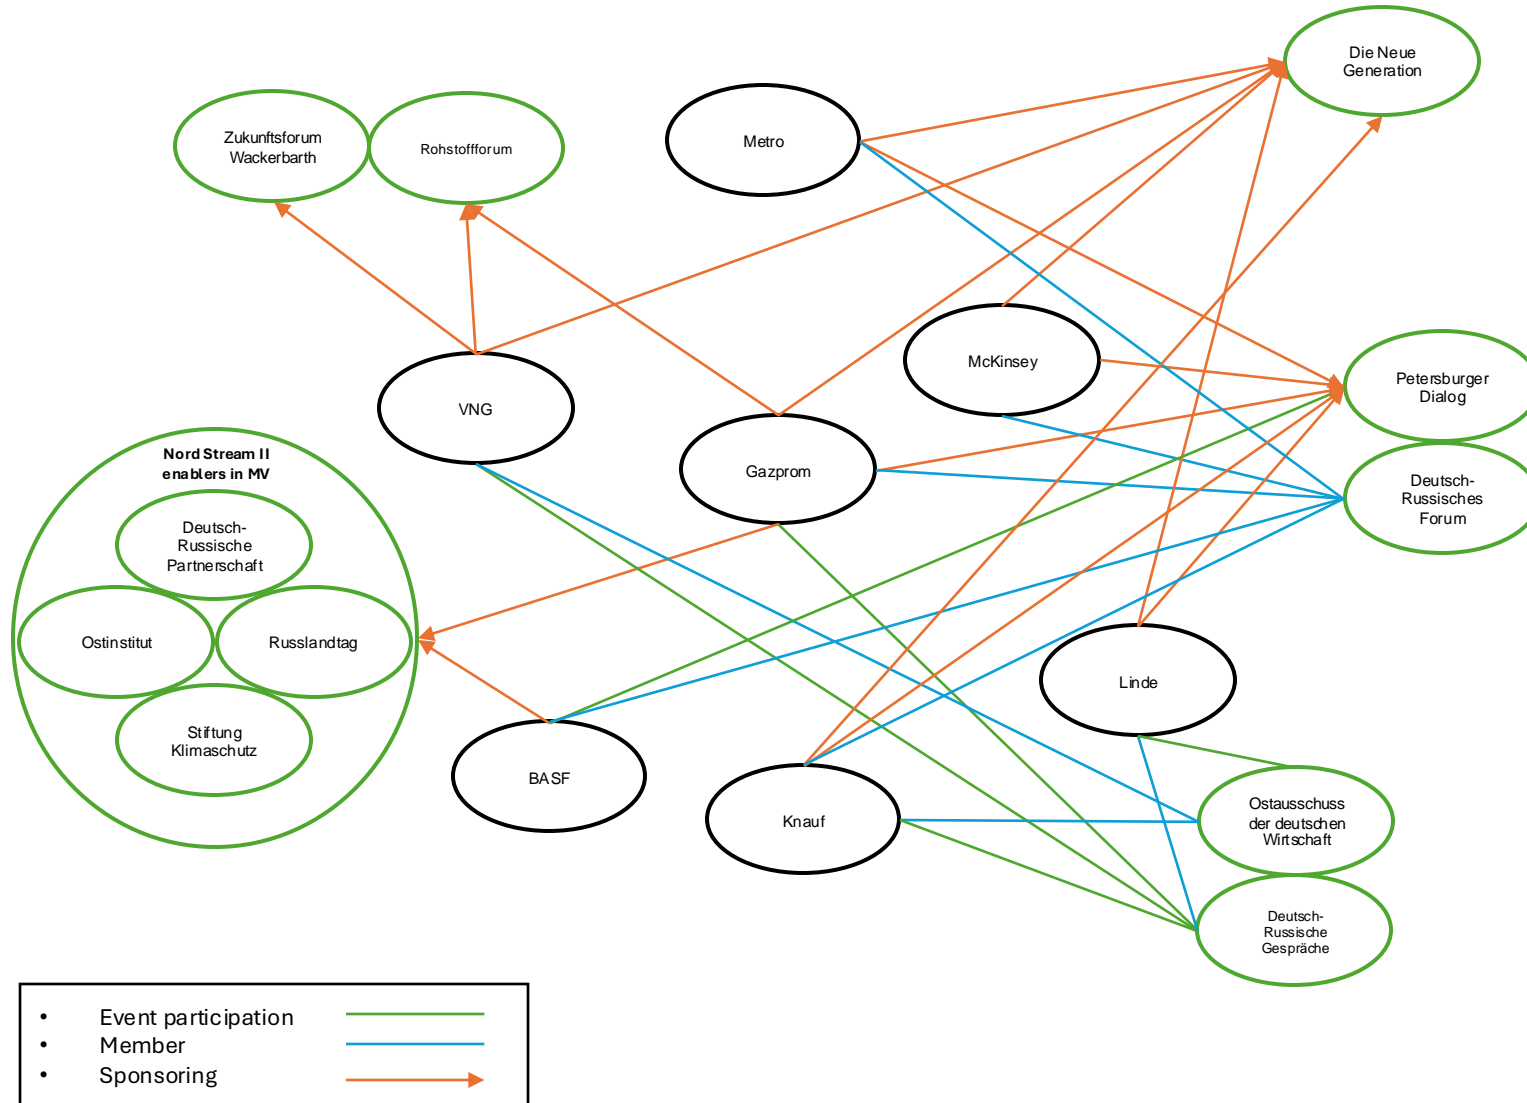 Die Neue
Generation
Zukunftsforum
Wackerbarth
Rohstoffforum
Metro
McKinsey
Petersburger
Dialog
VNG
Gazprom
Deutsch-
Russisches
Forum
Nord Stream II
enablers in MV
Deutsch-
Russische
Partnerschaft
Ostinstitut
Russlandtag
Stiftung
Klimaschutz
Linde
BASF
Knauf
Ostausschuss
der deutschen
Wirtschaft
Deutsch-
Russische
Gespräche
• Event participation
• Member
• Sponsoring